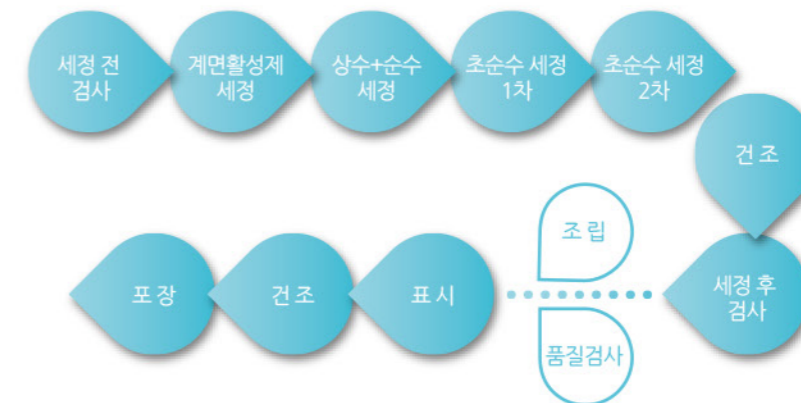 세정 전
검사
계면활성제
세정
상수+순수
세정
초순수 세정
1차
초순수 세정
2차
건 조
세정 후
검사
조 립
품질검사
표 시
건 조
포 장